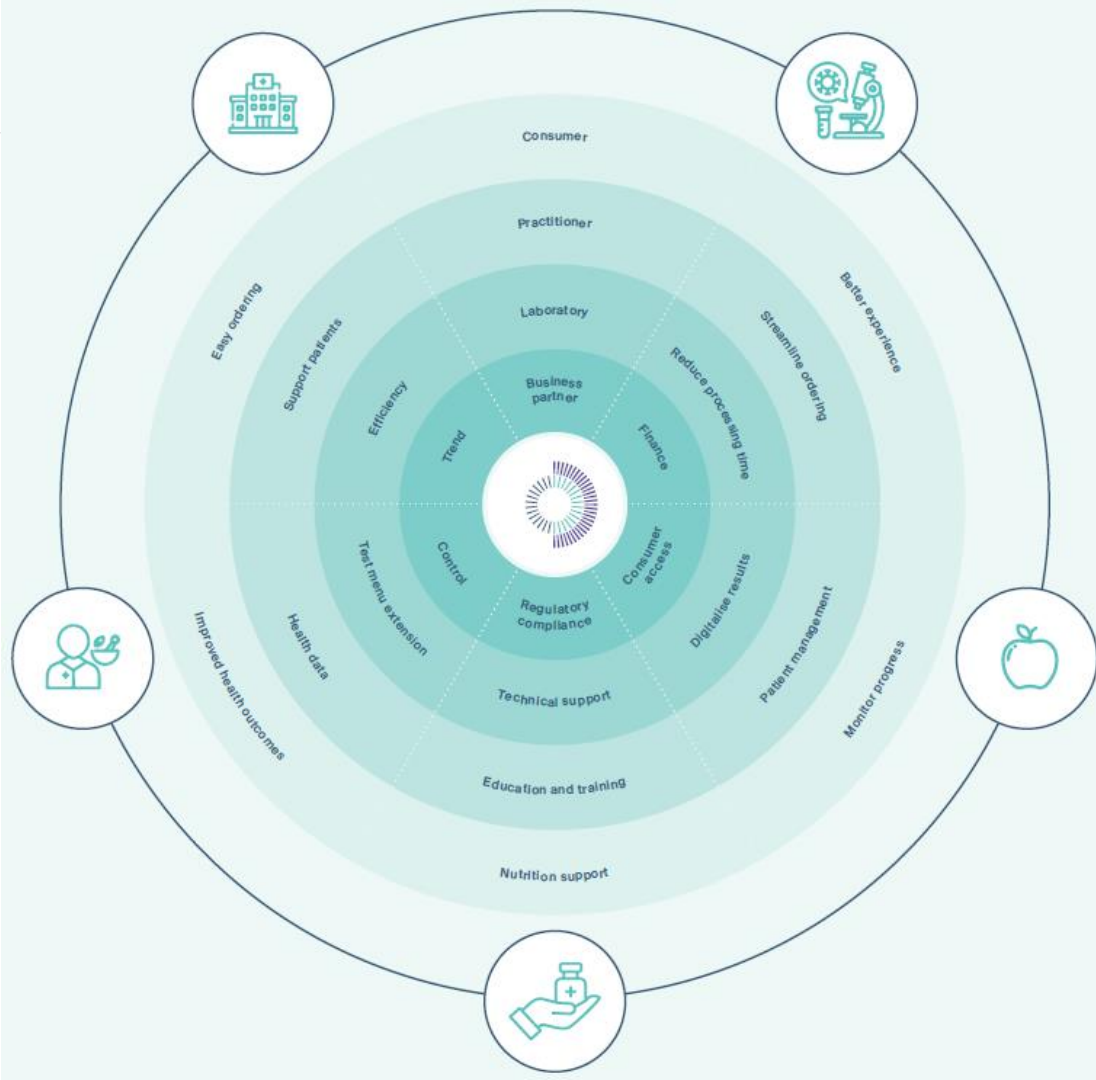 Consumer
Practitioner
Laboratory
Business
partner
Easy ordering
Support patients
Efficiency
Ttend
Finance
Reduce processing time
Streamline ordering
Better experience
Improved health outcomes
Health data
Test menu extension
Control
Consumer
access
Digitalise results
Patient management
Monitor progress
Regulatory
compliance
Technical support
Education and training
Nutrition support